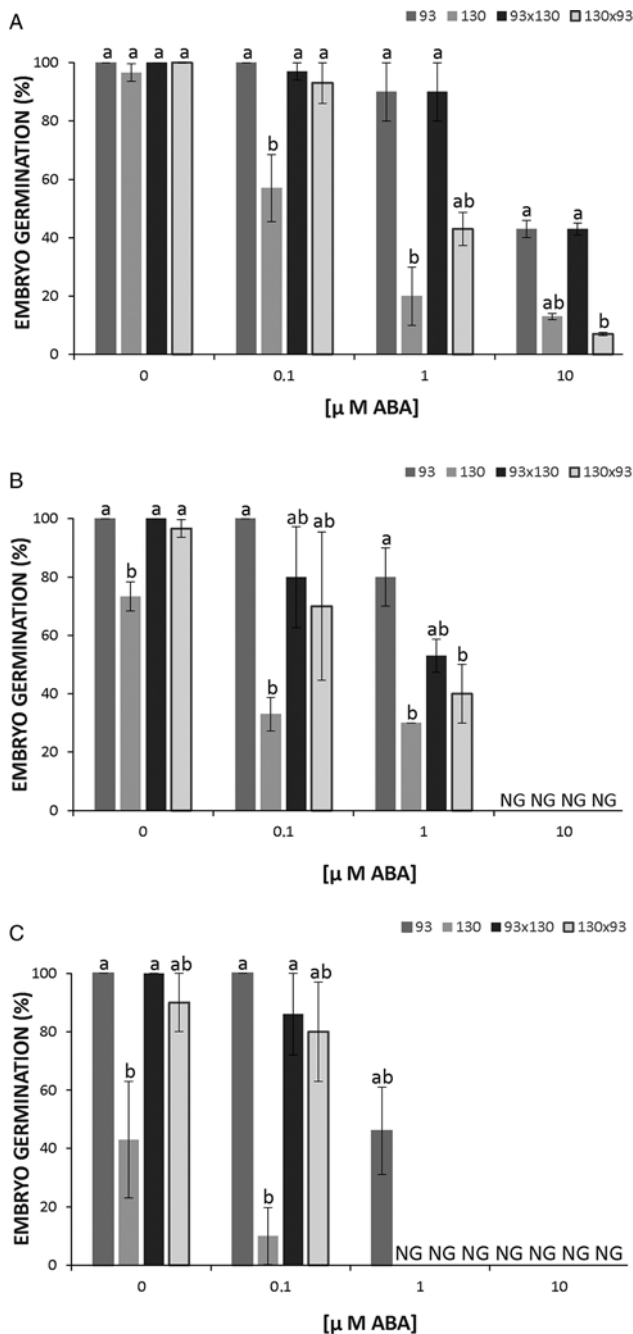 A
93 130 93x130 130x93
a a a a a a a a a a a
b b ab ab b
EMBRYO GERMINATION (%)
100
80
60
40
20
0
0 0,1 1 10
[µ M ABA]
B
93 130 93x130 130x93
a a a a ab ab a
b b b ab b
NG NG NG NG
EMBRYO GERMINATION (%)
100
80
60
40
20
0
0 0,1 1 10
[µ M ABA]
C
93 130 93x130 130x93
a a ab a a ab ab
b b
NG NG NG NG NG NG NG
EMBRYO GERMINATION (%)
100
80
60
40
20
0
0 0,1 1 10
[µ M ABA]